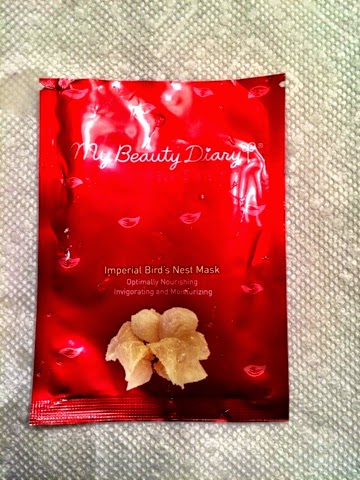 My Beauty Diary®
Imperial Bird's Nest Mask
Optimally Nourishing.
Invigorating and Moisturizing